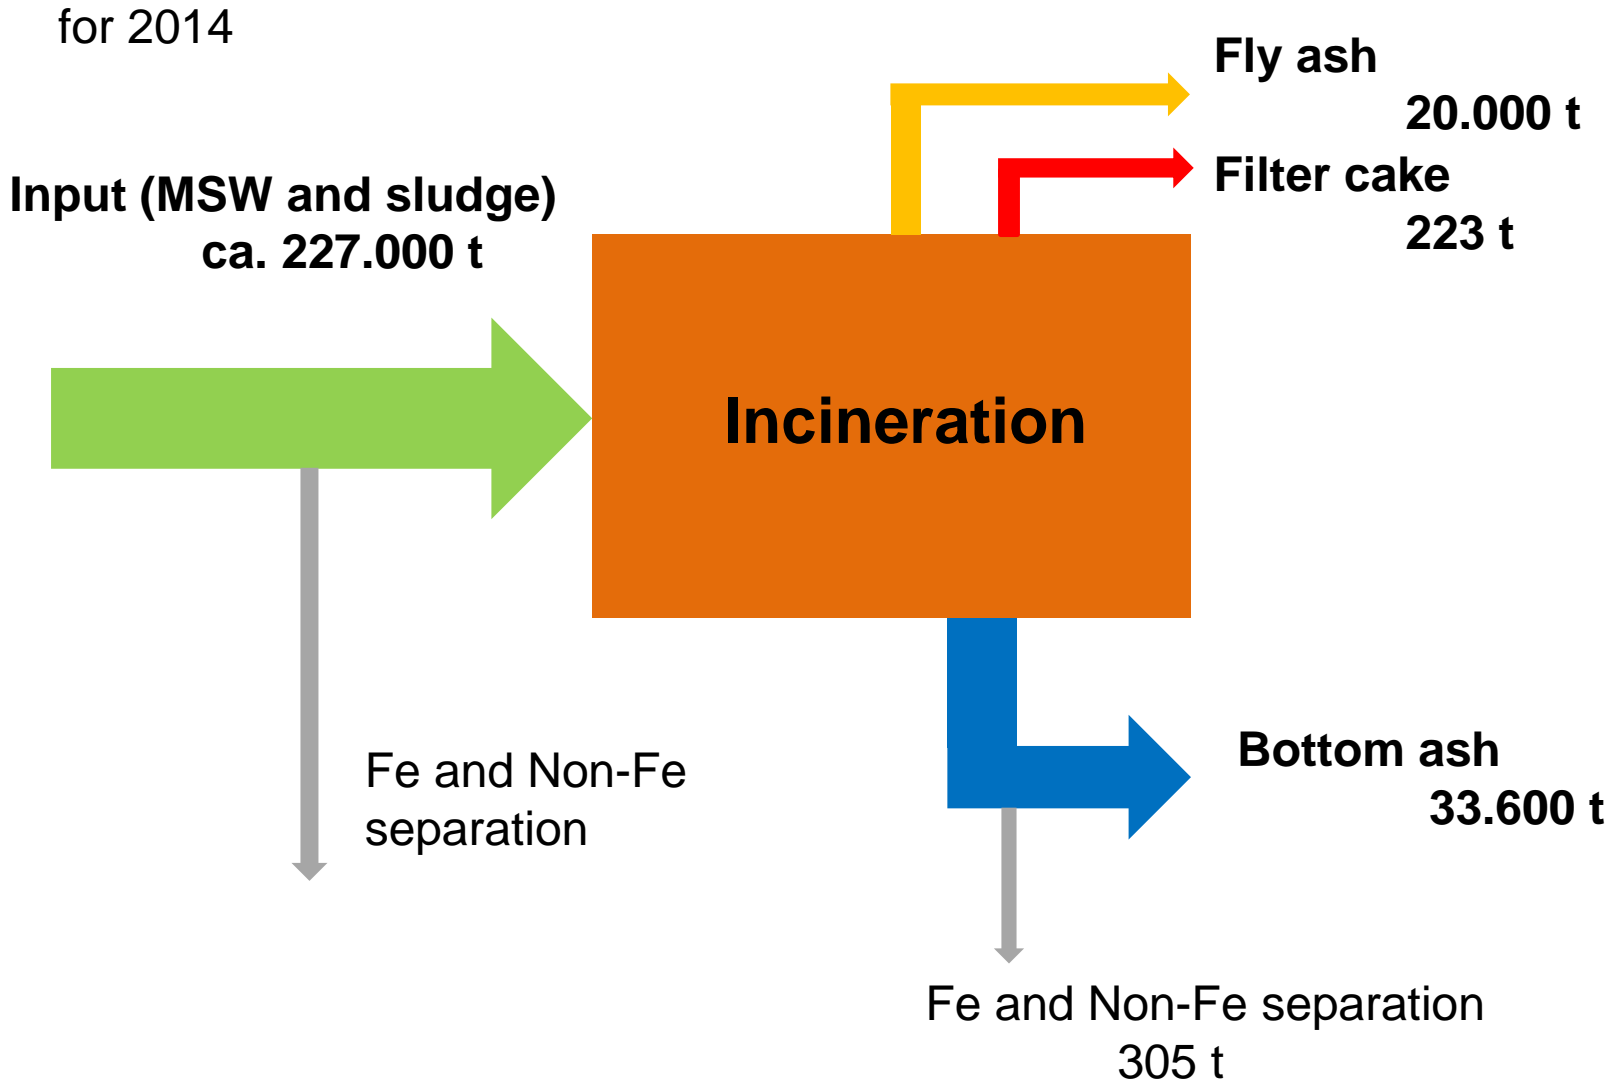 for 2014
Fly ash
20.000 t
Filter cake
223 t
Input (MSW and sludge)
ca. 227.000 t
Incineration
Fe and Non-Fe
separation
Bottom ash
33.600 t
Fe and Non-Fe separation
305 t